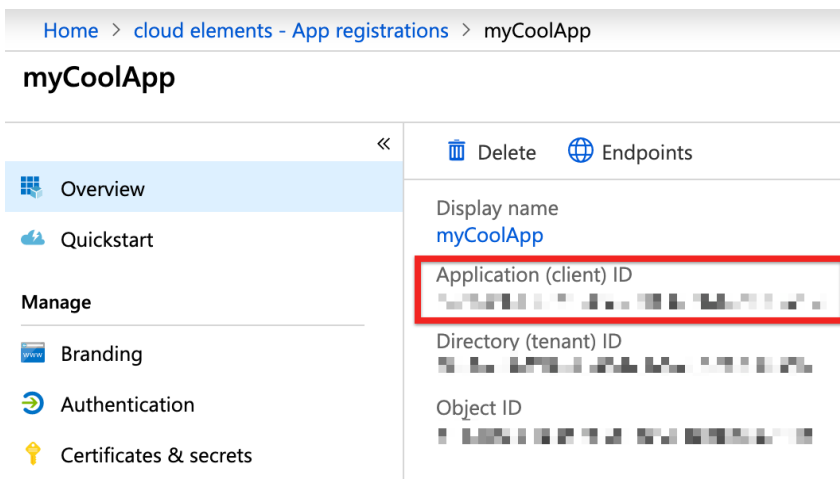 Home > cloud elements - App registrations > myCoolApp
myCoolApp
«
Overview
Quickstart
Manage
Branding
Authentication
Certificates & secrets
Delete
Endpoints
Display name
myCoolApp
Application (client) ID
Directory (tenant) ID
Object ID